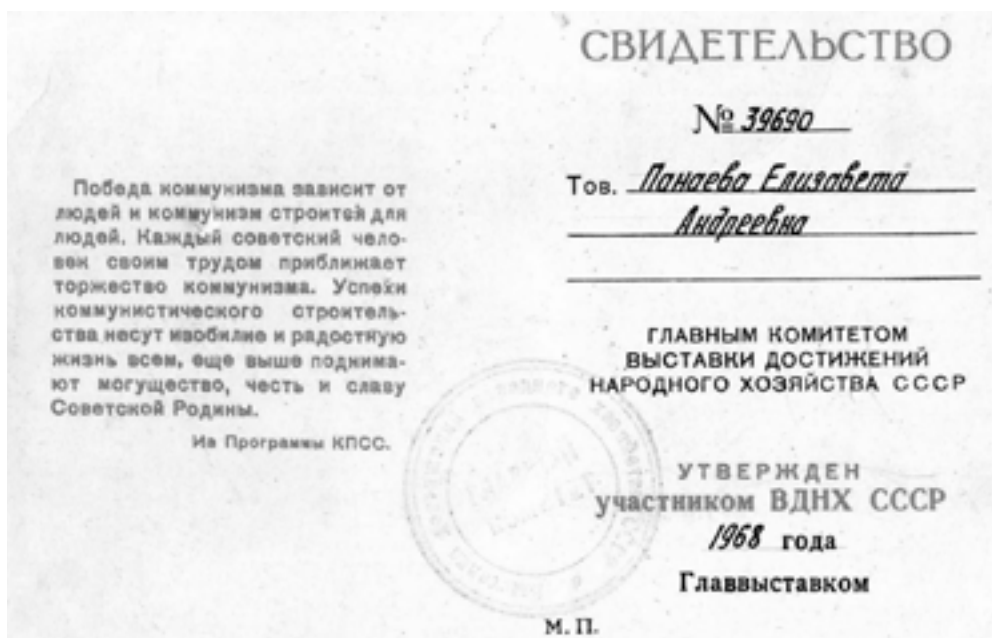 Победа коммунизма зависит от
людей и коммунизм строится для
людей. Каждый советский чело-
век своим трудом приближает
торжество коммунизма. Успехи
коммунистического строитель-
ства несут изобилие и радостную
жизнь всем, еще выше поднима-
ют могущество, честь и славу
Советской Родины.
Из Программы КПСС.
СВИДЕТЕЛЬСТВО
№ 39690
Тов. Панаева Елизавета
Андреевна
ГЛАВНЫМ КОМИТЕТОМ
ВЫСТАВКИ ДОСТИЖЕНИЙ
НАРОДНОГО ХОЗЯЙСТВА СССР
УТВЕРЖДЕН
участником ВДНХ СССР
1968 года
Главвыставком
М. П.